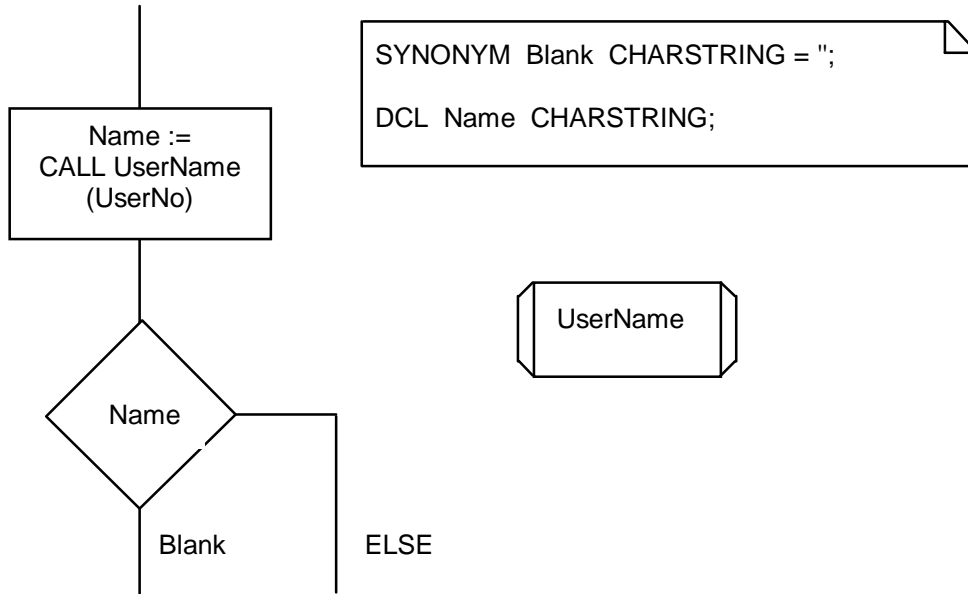 SYNONYM Blank CHARSTRING = '';
DCL Name CHARSTRING;
Name :=
CALL UserName
(UserNo)
UserName
Name
Blank
ELSE